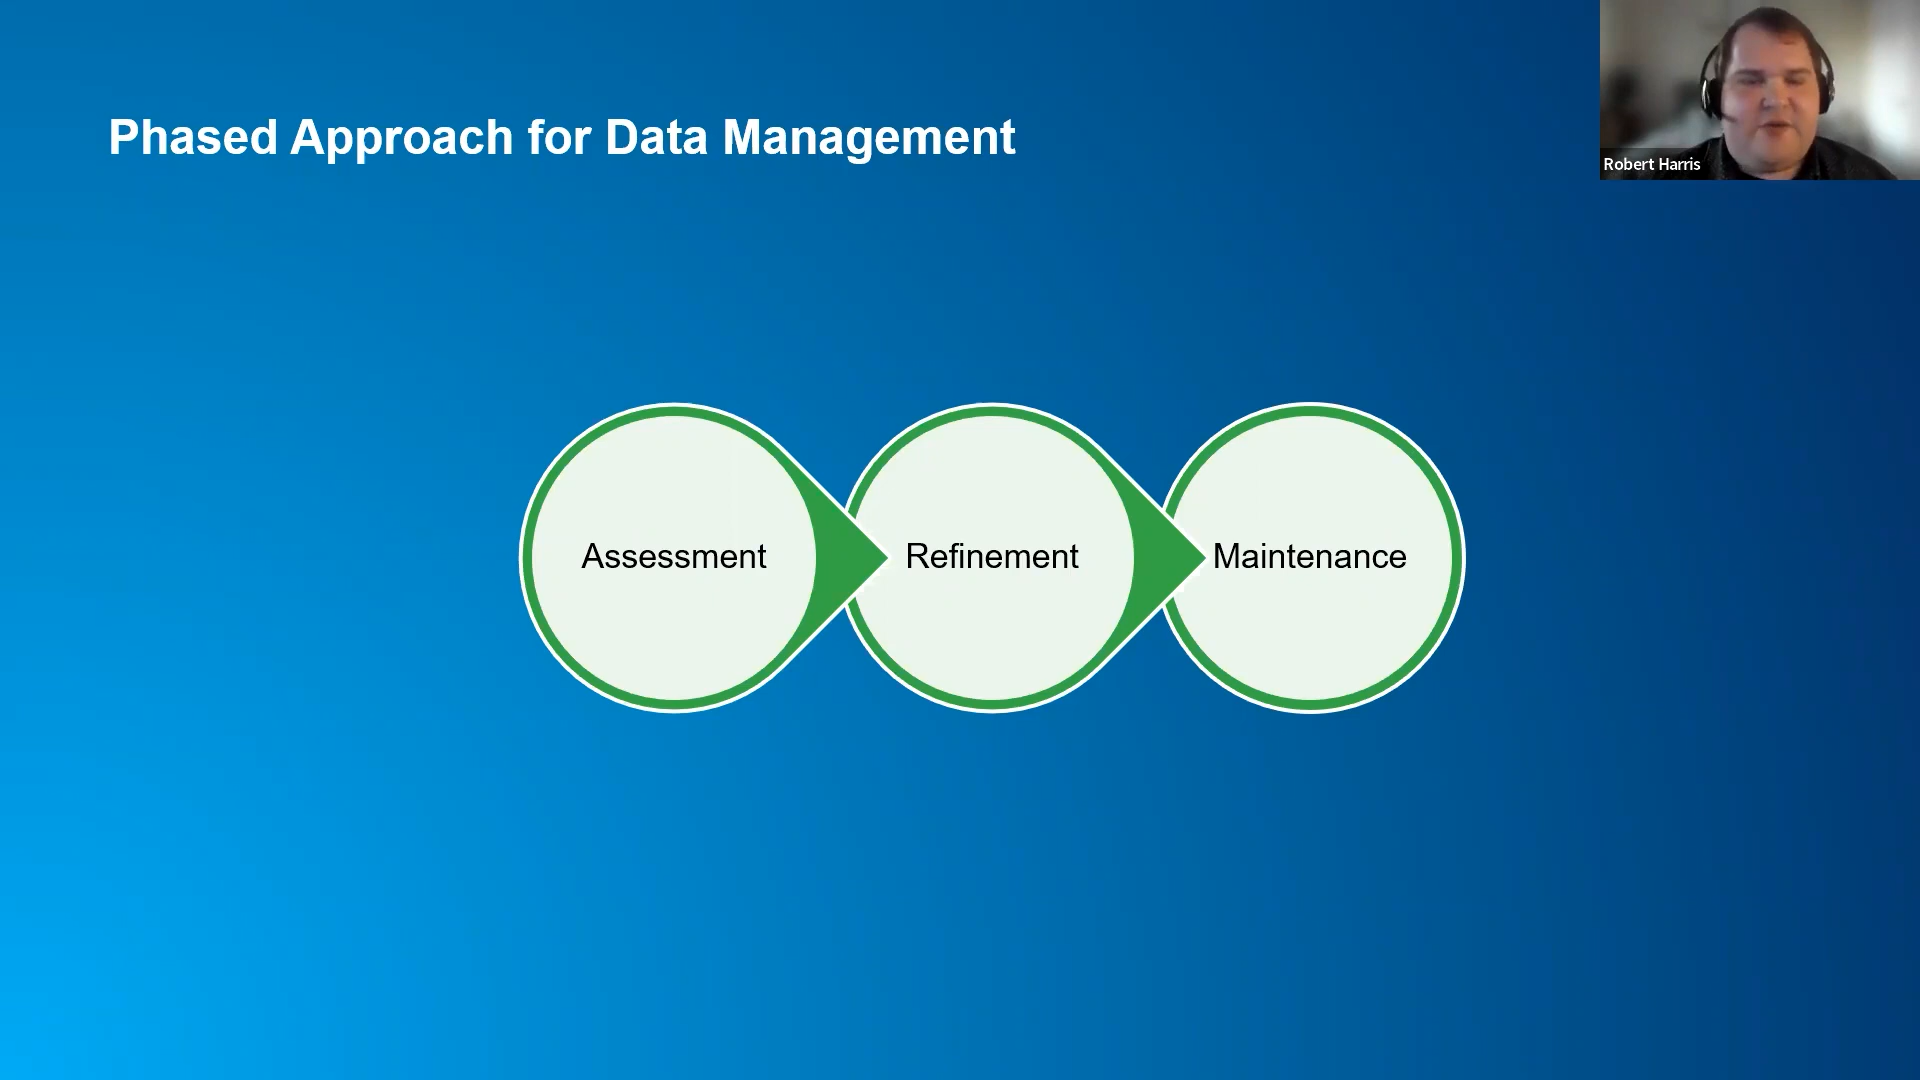 Phased Approach for Data Management
Robert Harris
Assessment
Refinement
Maintenance